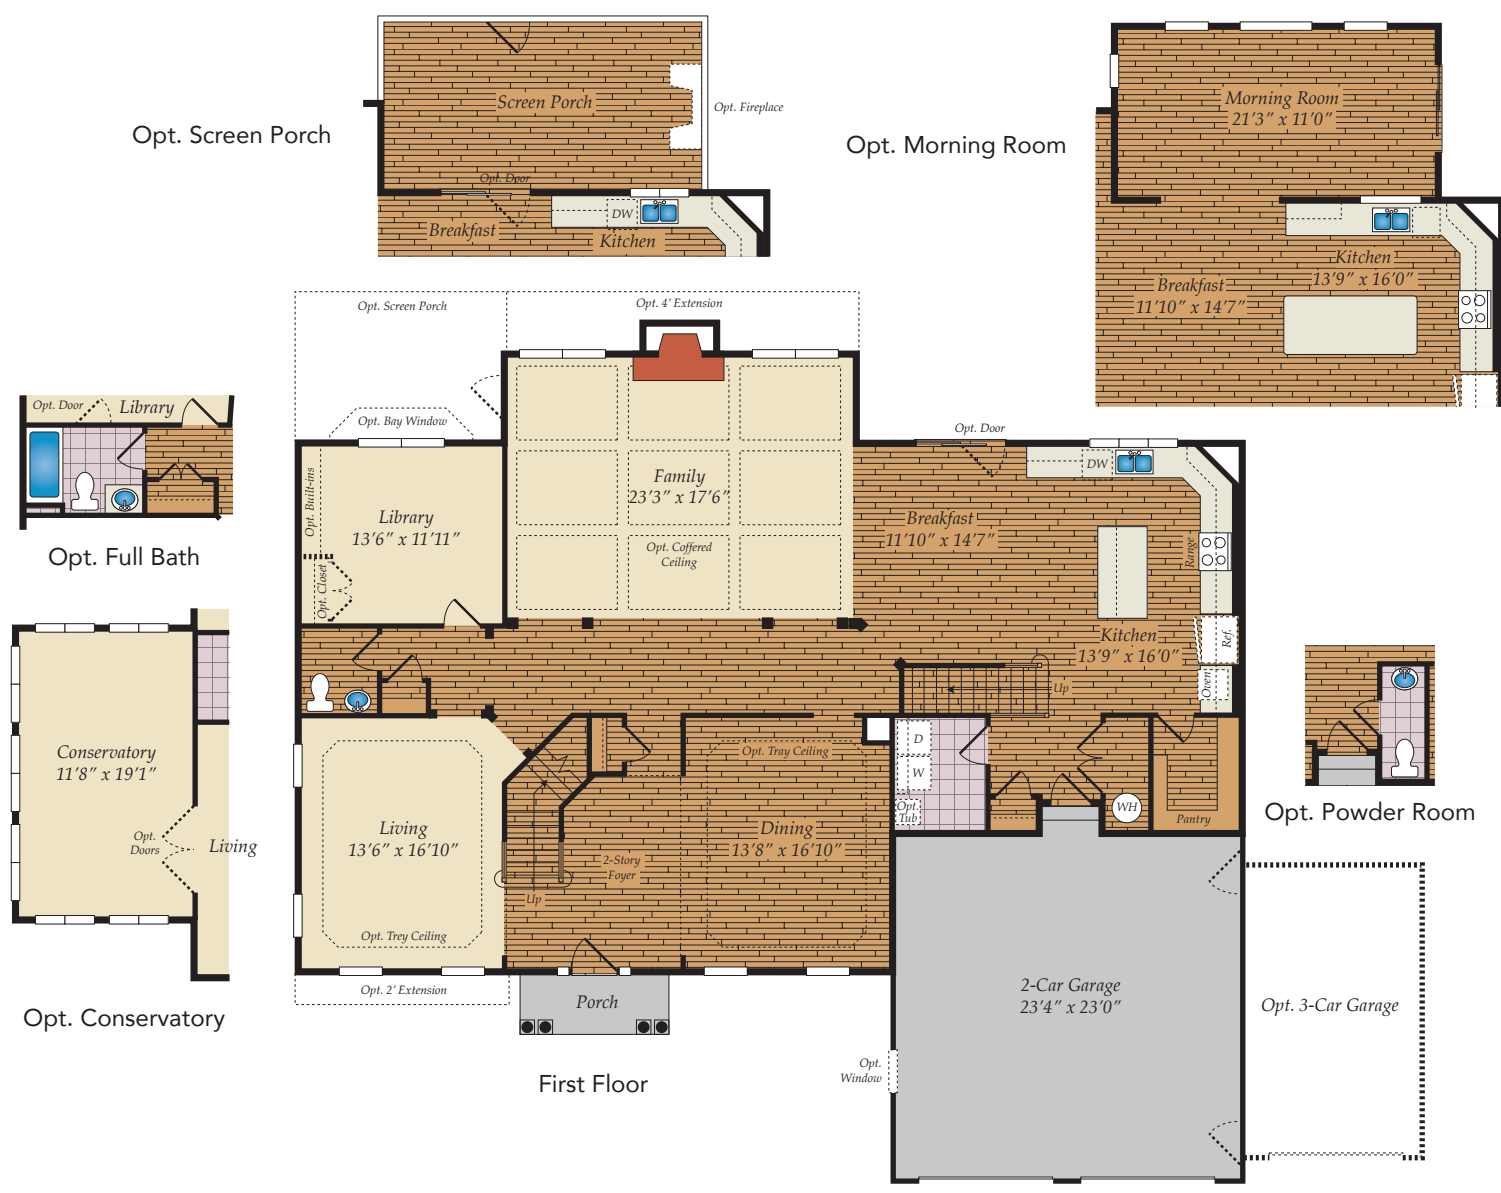 Opt. Screen Porch
Screen Porch
Opt. Fireplace
Opt. Door
DW
Breakfast
Kitchen
Opt. Morning Room
Morning Room
21'3" x 11'0"
Kitchen
13'9" x 16'0"
Breakfast
11'10" x 14'7"
Opt. Door
Library
Opt. Full Bath
Conservatory
11'8" x 19'1"
Opt.
Doors
Living
Opt. Conservatory
Opt. Screen Porch
Opt. 4' Extension
Opt. Bay Window
Opt. Door
Opt. Built-ins
Library
13'6" x 11'11"
Opt. Closet
Family
23'3" x 17'6"
Opt. Coffered
Ceiling
DW
Breakfast
11'10" x 14'7"
Range
Kitchen
13'9" x 16'0"
Ref.
Oven
Up
Opt. Tray Ceiling
D
W
Opt.
Tub
WH
Pantry
Living
13'6" x 16'10"
Opt. Trey Ceiling
2-Story
Foyer
Up
Dining
13'8" x 16'10"
Opt. 2' Extension
Porch
First Floor
2-Car Garage
23'4" x 23'0"
Opt.
Window
Opt. 3-Car Garage
Opt. Powder Room